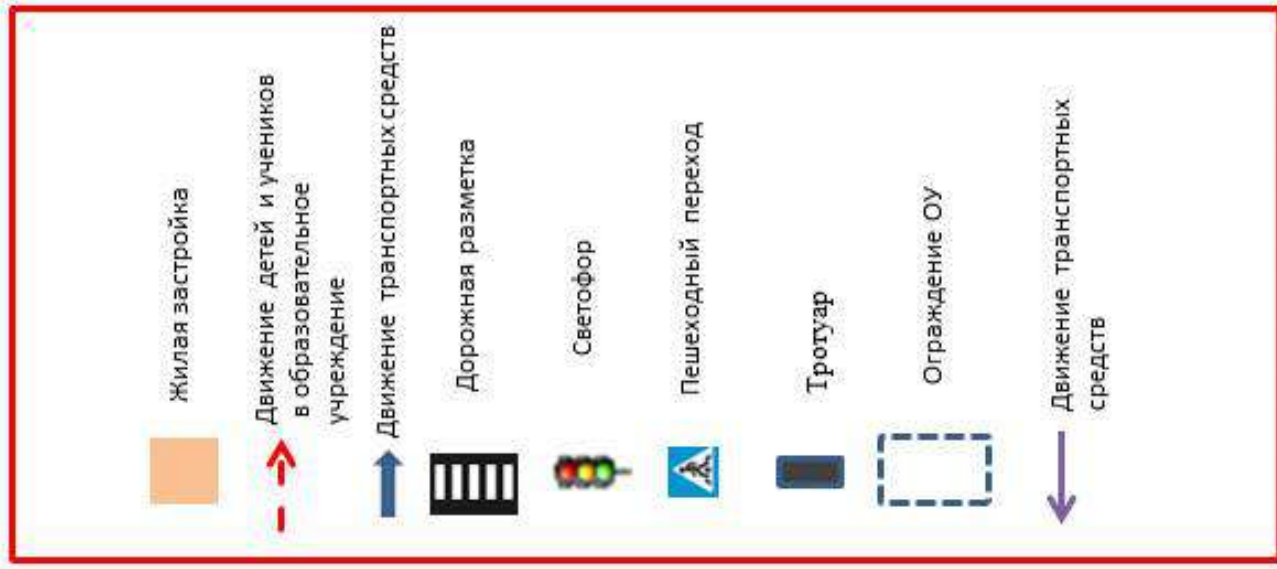 Жилая застройка
Движение детей и учеников
в образовательное
учреждение
Движение транспортных средств
Дорожная разметка
Светофор
Пешеходный переход
Тротуар
Ограждение ОУ
Движение транспортных
средств